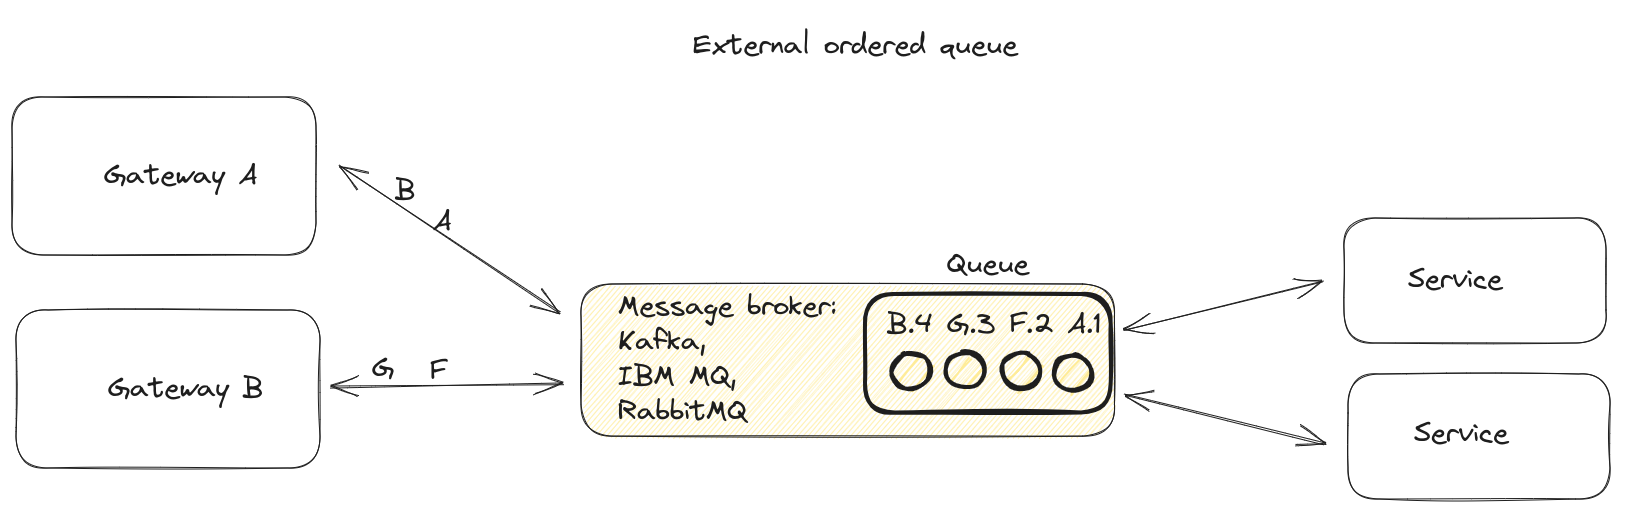 External ordered queue
Gateway A
B
A
Gateway B
G F
Message broker:
Kafka,
IBM MQ,
RabbitMQ
Queue
B.4 G.3 F.2 A.1
Service
Service